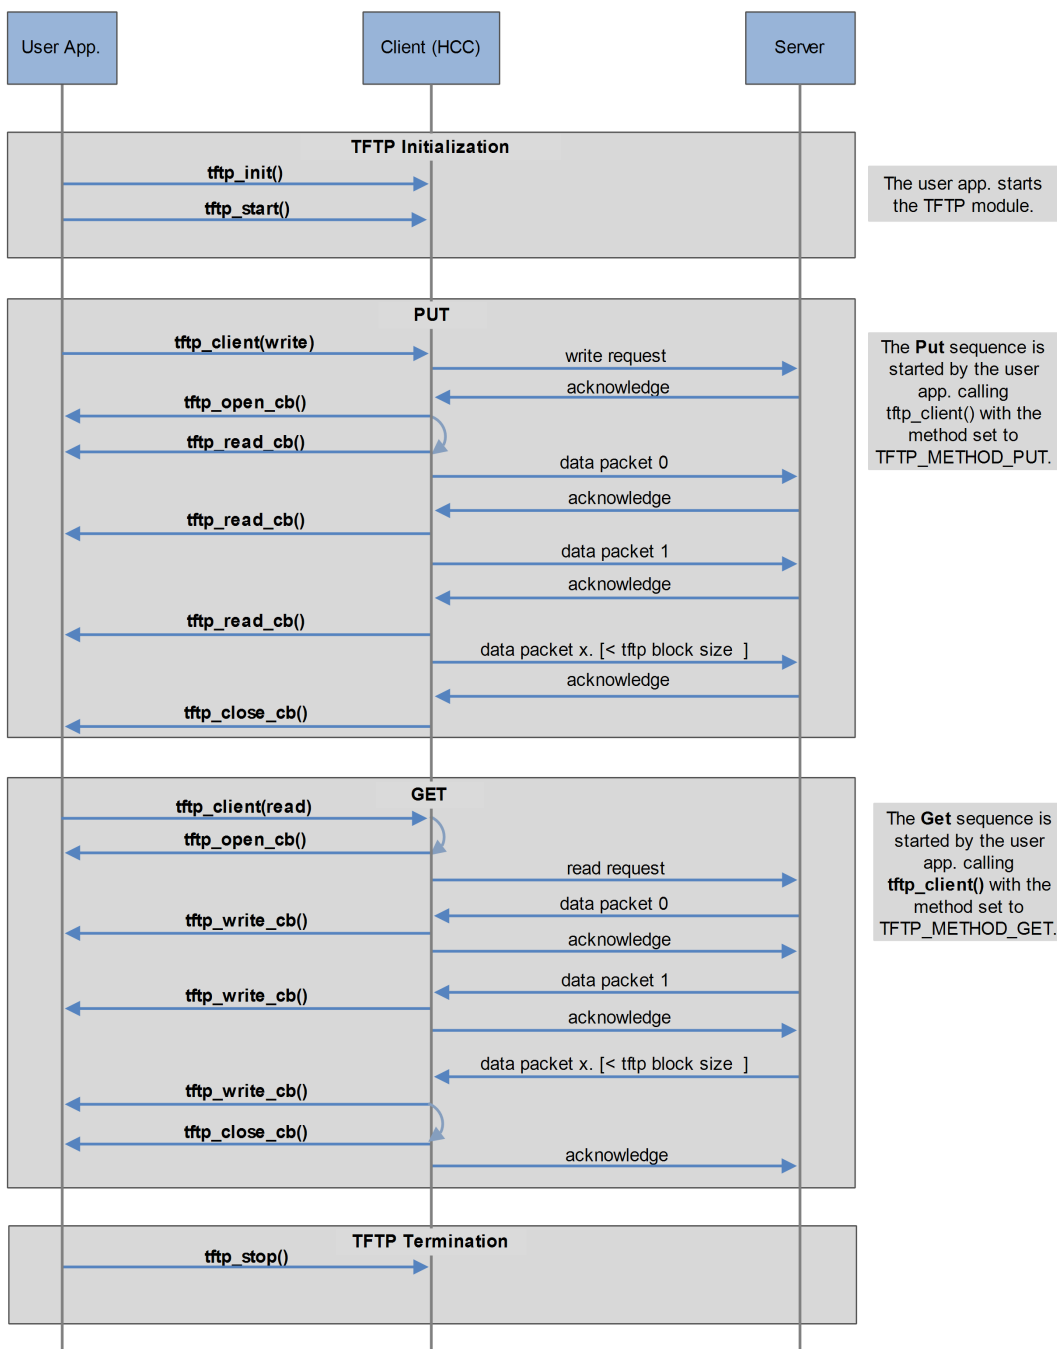 User App.
Client (HCC)
Server
TFTP Initialization
tftp_init()
tftp_start()
The user app. starts
the TFTP module.
PUT
tftp_client(write)
write request
acknowledge
tftp_open_cb()
tftp_read_cb()
data packet 0
acknowledge
tftp_read_cb()
data packet 1
acknowledge
tftp_read_cb()
data packet x. [< tftp block size  ]
acknowledge
tftp_close_cb()
The Put sequence is
started by the user
app. calling
tftp_client() with the
method set to
TFTP_METHOD_PUT.
GET
tftp_client(read)
tftp_open_cb()
read request
data packet 0
tftp_write_cb()
acknowledge
data packet 1
tftp_write_cb()
acknowledge
data packet x. [< tftp block size  ]
tftp_write_cb()
tftp_close_cb()
acknowledge
The Get sequence is
started by the user
app. calling
tftp_client() with the
method set to
TFTP_METHOD_GET.
TFTP Termination
tftp_stop()